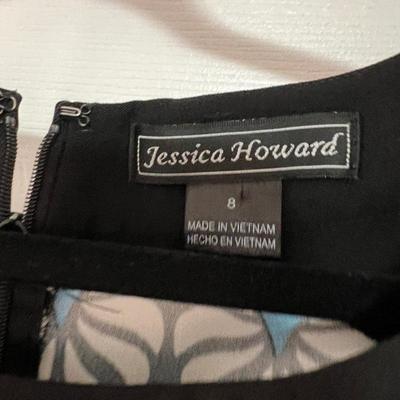 Jessica Howard
8
MADE IN VIETNAM
HECHO EN VIETNAM